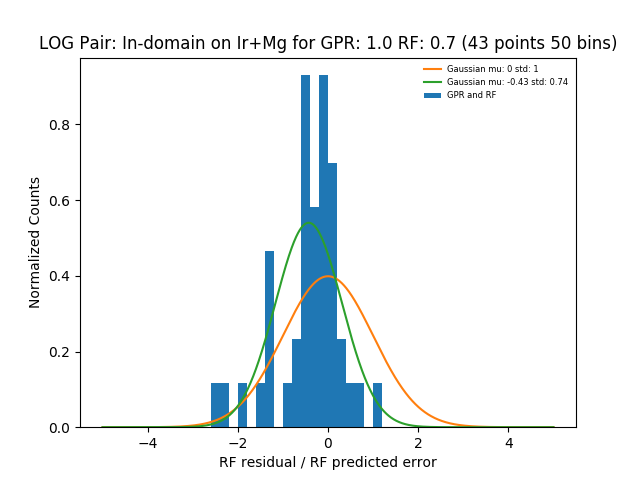 LOG Pair: In-domain on Ir+Mg for GPR: 1.0 RF: 0.7 (43 points 50 bins)
Gaussian mu: 0 std: 1
Gaussian mu: -0.43 std: 0.74
GPR and RF
Normalized Counts
0.8
0.6
0.4
0.2
0.0
−4 −2 0 2 4
RF residual / RF predicted error